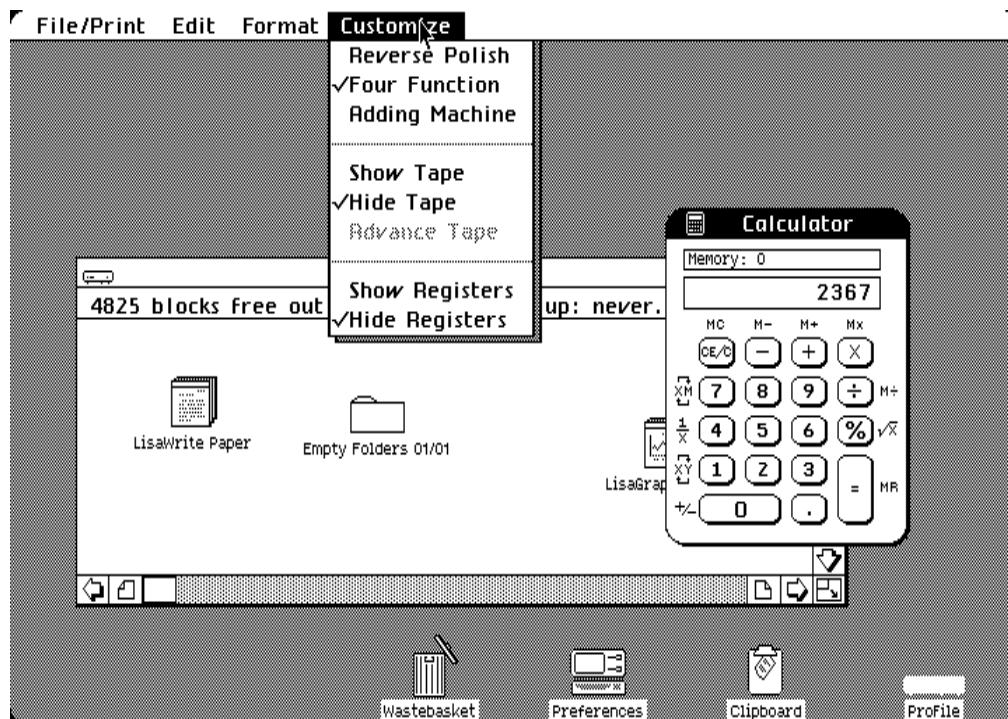 File/Print Edit Format Customize
Reverse Polish
✓Four Function
Adding Machine
Show Tape
✓Hide Tape
Advance Tape
Show Registers
✓Hide Registers
4825 blocks free out
up: never.
LisaWrite Paper
Empty Folders 01/01
LisaGrap
Calculator
Memory: 0
2367
MC M- M+ Mx
CE/C − + X
XM 7 8 9 ÷ M÷
1/X 4 5 6 % √X
XY 1 2 3
= MR
+/- 0 .
Wastebasket
Preferences
Clipboard
ProFile